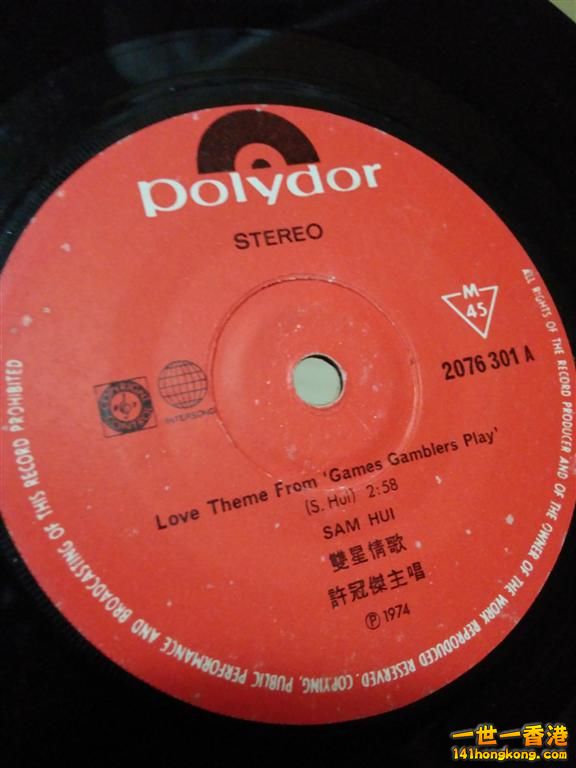 polydor
STEREO
M
45
2076 301 A
COPYRIGHT
CONTROL
INTERSONG
Love Theme From 'Games Gamblers Play'
(S. Hui) 2:58
SAM HUI
雙星情歌
許冠傑主唱
Ⓟ 1974
ALL RIGHTS OF THE RECORD PRODUCER AND OF THE OWNER OF THE WORK REPRODUCED RESERVED. COPYING, PUBLIC PERFORMANCE AND BROADCASTING OF THIS RECORD PROHIBITED
一世一香港
141hongkong.com